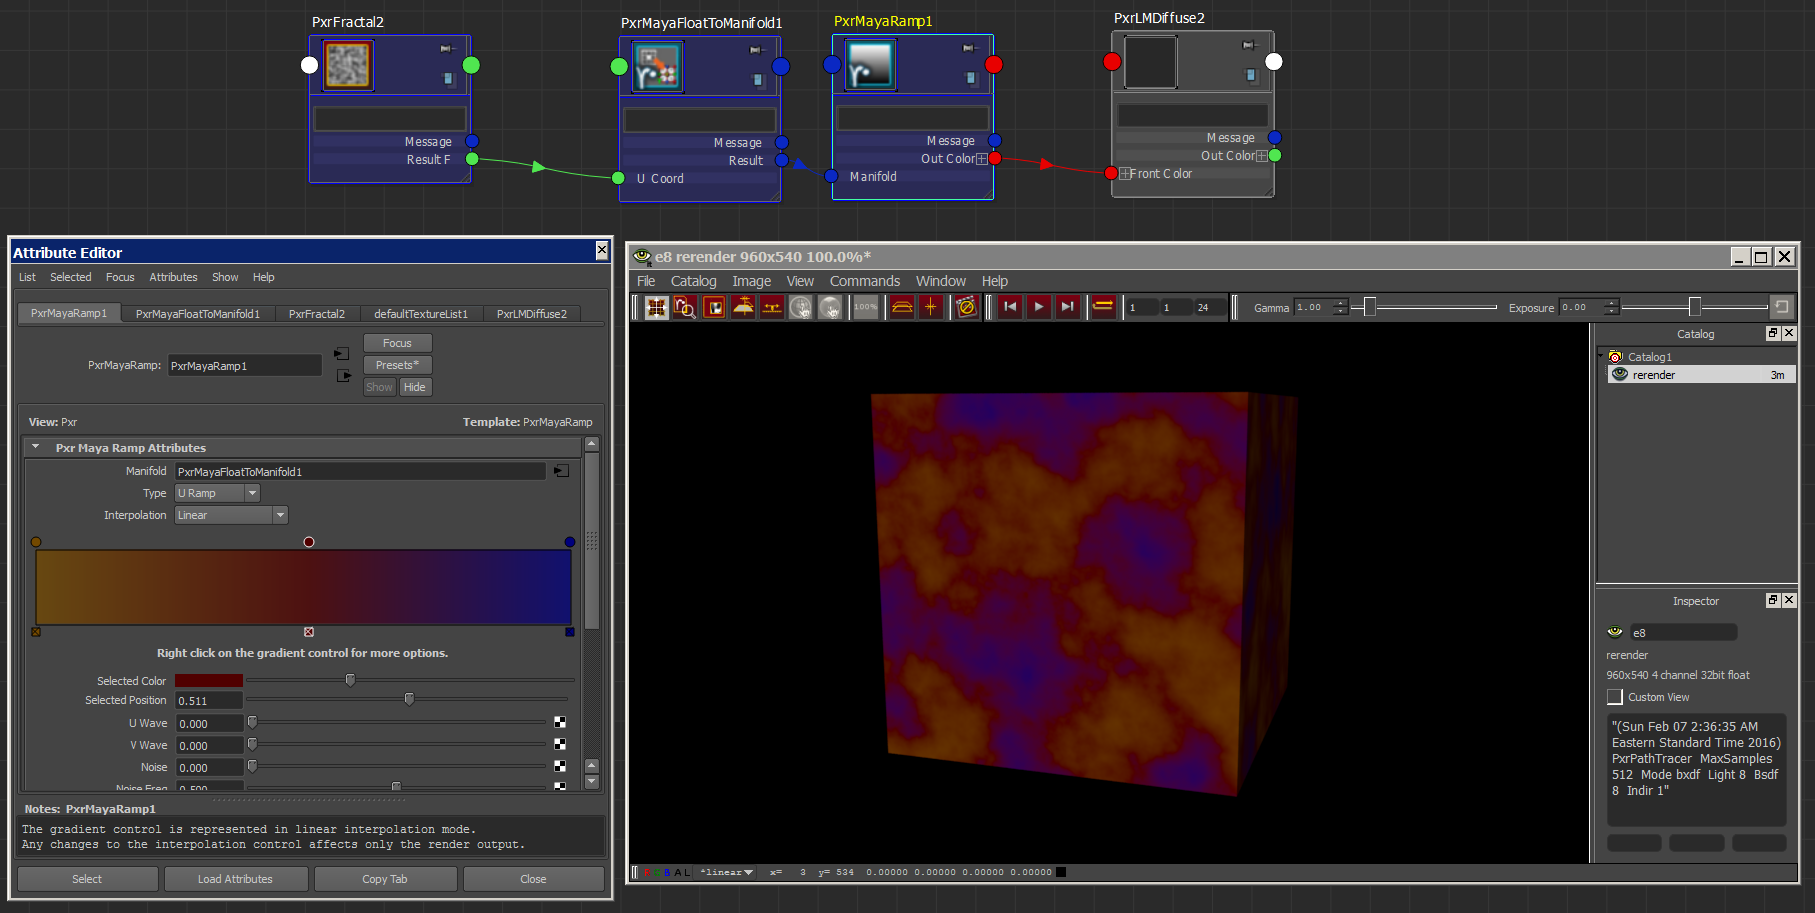 PxrFractal2
Message
Result F
PxrMayaFloatToManifold1
Message
Result
U Coord
PxrMayaRamp1
Message
Out Color
Manifold
PxrLMDiffuse2
Message
Out Color
Front Color
Attribute Editor
List Selected Focus Attributes Show Help
PxrMayaRamp1 PxrMayaFloatToManifold1 PxrFractal2 defaultTextureList1 PxrLMDiffuse2
PxrMayaRamp: PxrMayaRamp1
Focus
Presets*
Show Hide
View: Pxr Template: PxrMayaRamp
Pxr Maya Ramp Attributes
Manifold PxrMayaFloatToManifold1
Type U Ramp
Interpolation Linear
Right click on the gradient control for more options.
Selected Color
Selected Position 0.511
U Wave 0.000
V Wave 0.000
Noise 0.000
Noise Freq 0.500
Notes: PxrMayaRamp1
The gradient control is represented in linear interpolation mode.
Any changes to the interpolation control affects only the render output.
Select Load Attributes Copy Tab Close
e8 rerender 960x540 100.0%*
File Catalog Image View Commands Window Help
100% 1 1 24 Gamma 1.00 Exposure 0.00
Catalog
Catalog1
rerender 3m
Inspector
e8
rerender
960x540 4 channel 32bit float
Custom View
"(Sun Feb 07 2:36:35 AM
Eastern Standard Time 2016)
PxrPathTracer MaxSamples
512 Mode bxdf Light 8 Bsdf
8 Indir 1"
B A L *linear x= 3 y= 534 0.00000 0.00000 0.00000 0.00000